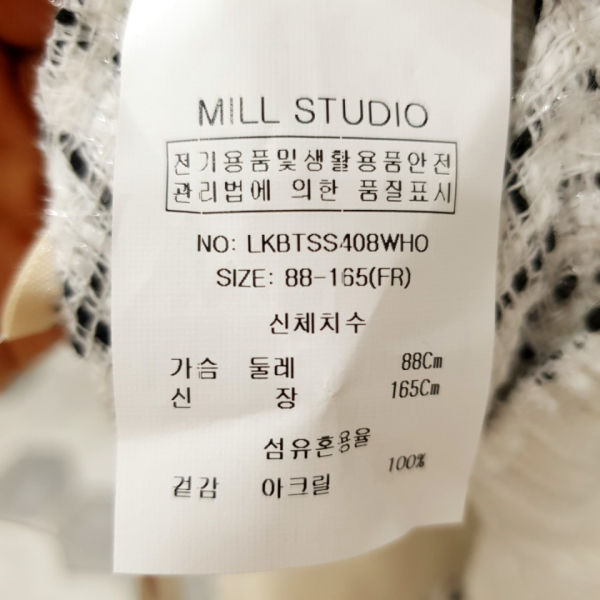 MILL STUDIO
전기용품및생활용품안전
관리법에 의한 품질표시
NO: LKBTSS408WHO
SIZE: 88-165(FR)
신체치수
가슴 둘레 88Cm
신 장 165Cm
섬유혼용율
겉감 아크릴 100%